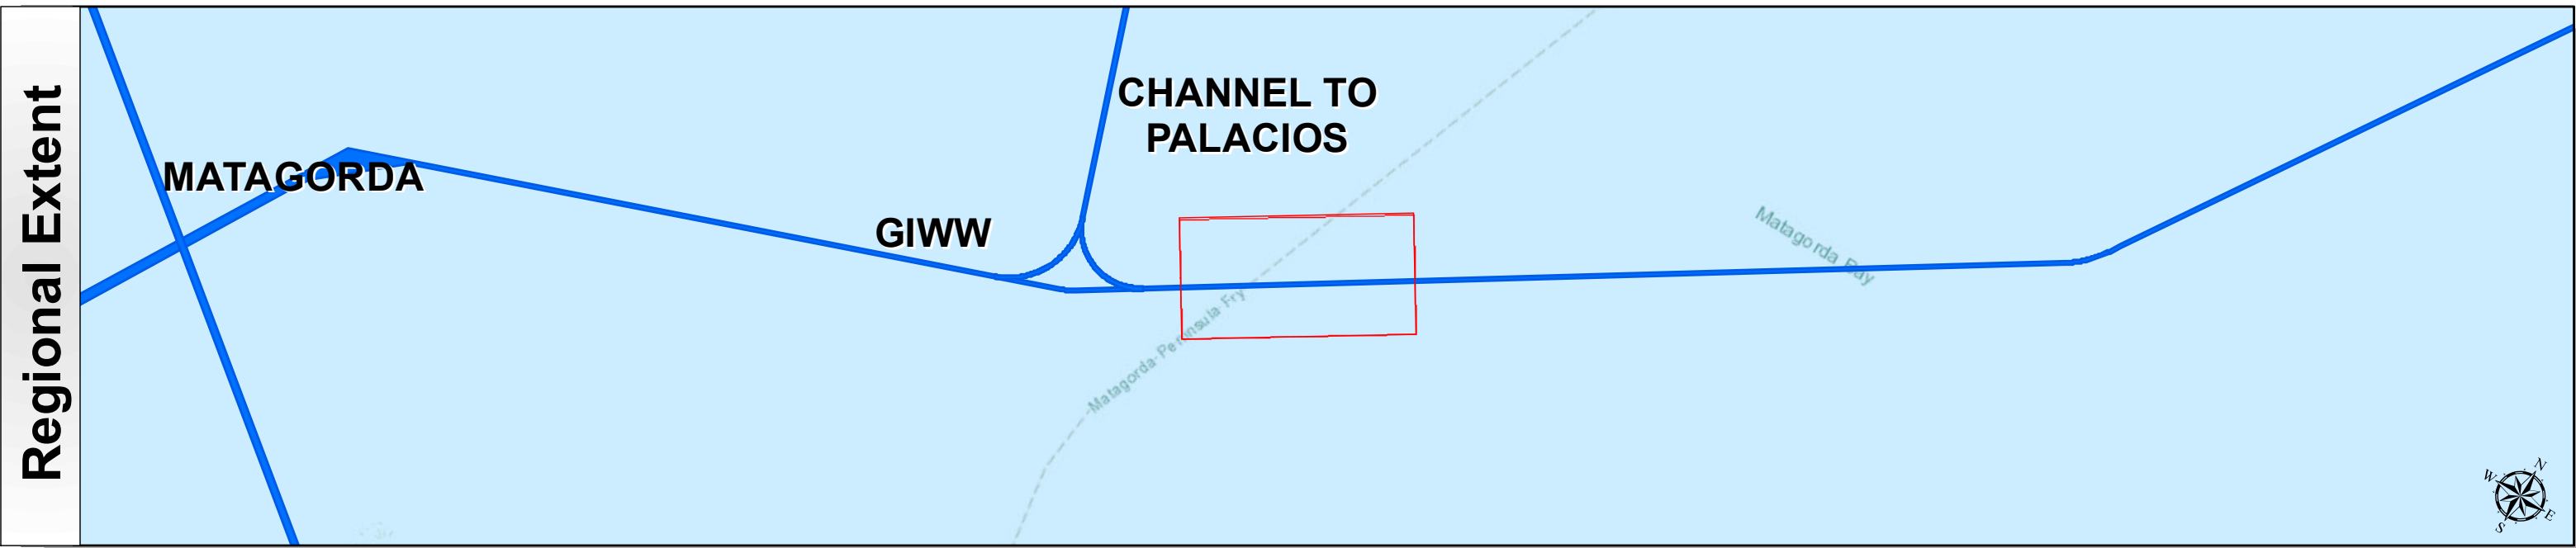 Regional Extent
MATAGORDA
GIWW
CHANNEL TO
PALACIOS
Matagorda Peninsula Fry
Matagorda Bay
N
W
E
S